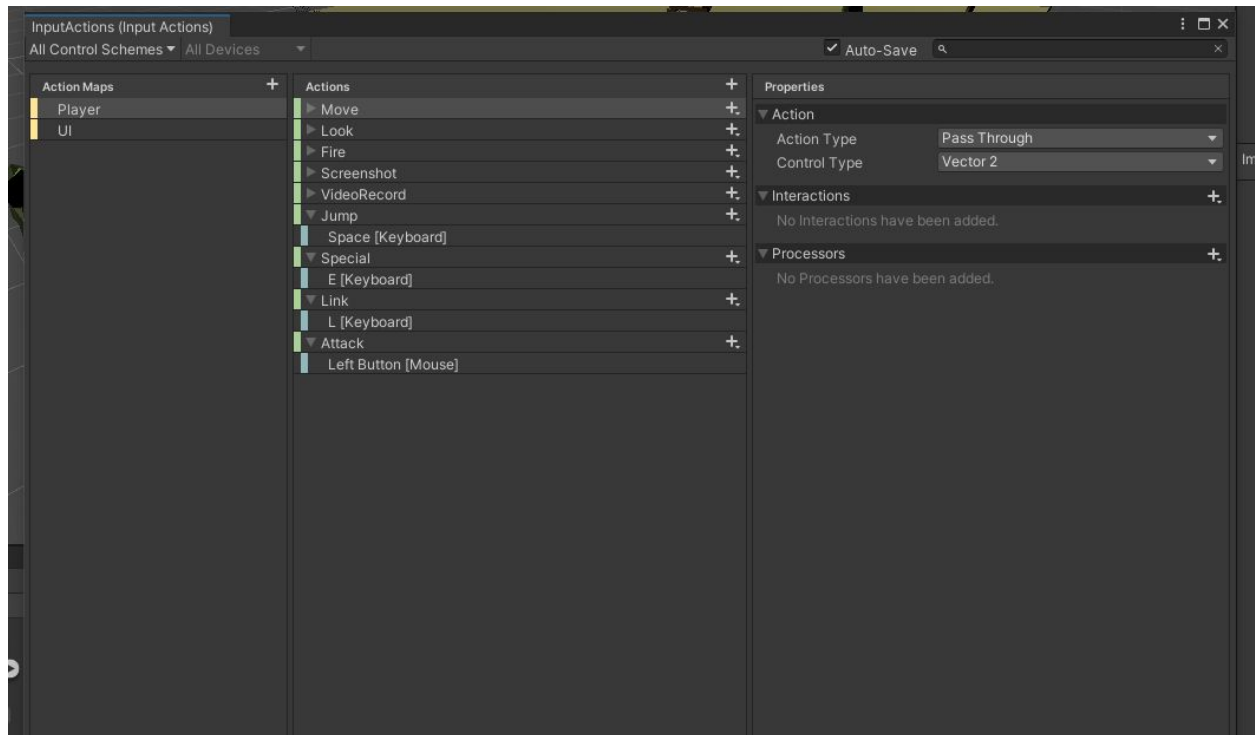 InputActions (Input Actions)
All Control Schemes All Devices
Auto-Save
Action Maps
Player
UI
Actions
Move
Look
Fire
Screenshot
VideoRecord
Jump
Space [Keyboard]
Special
E [Keyboard]
Link
L [Keyboard]
Attack
Left Button [Mouse]
Properties
Action
Action Type Pass Through
Control Type Vector 2
Interactions
No Interactions have been added.
Processors
No Processors have been added.
Im